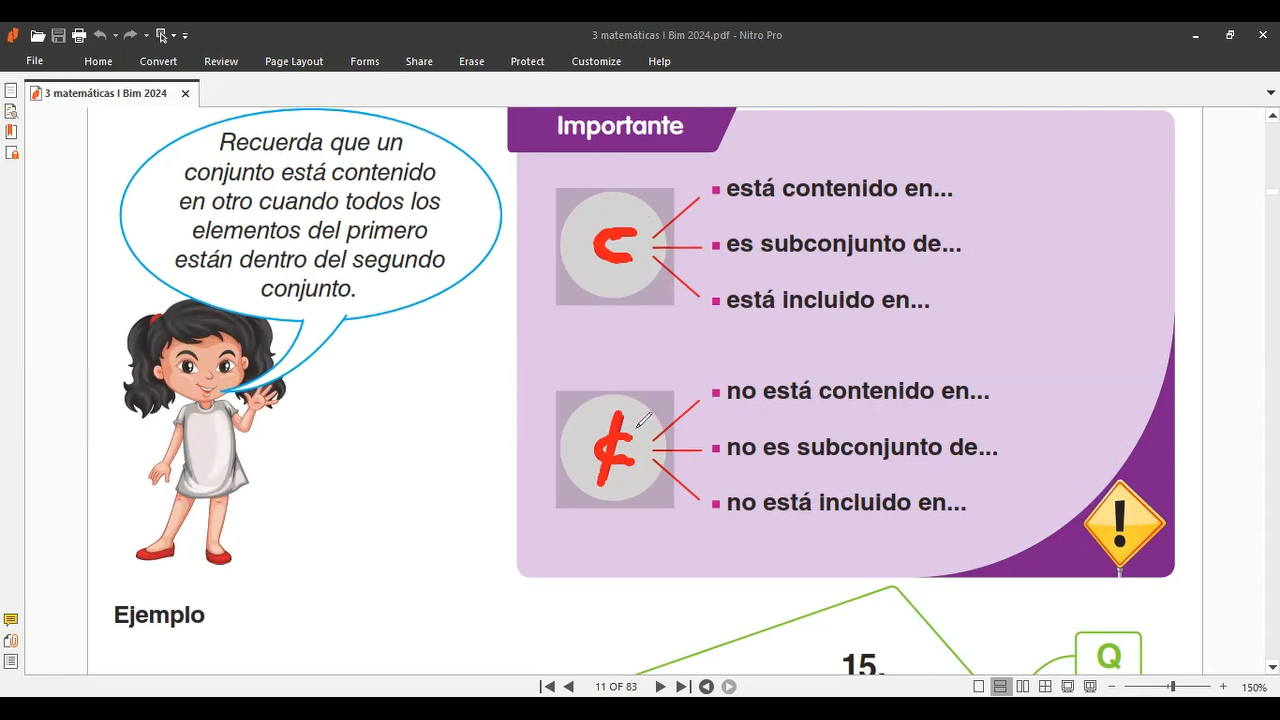 3 matemáticas I Bim 2024.pdf - Nitro Pro
File Home Convert Review Page Layout Forms Share Erase Protect Customize Help
3 matemáticas I Bim 2024
Recuerda que un
conjunto está contenido
en otro cuando todos los
elementos del primero
están dentro del segundo
conjunto.
Importante
⊂
está contenido en...
es subconjunto de...
está incluido en...
⊄
no está contenido en...
no es subconjunto de...
no está incluido en...
!
Ejemplo
15.
Q
11 OF 83
150%